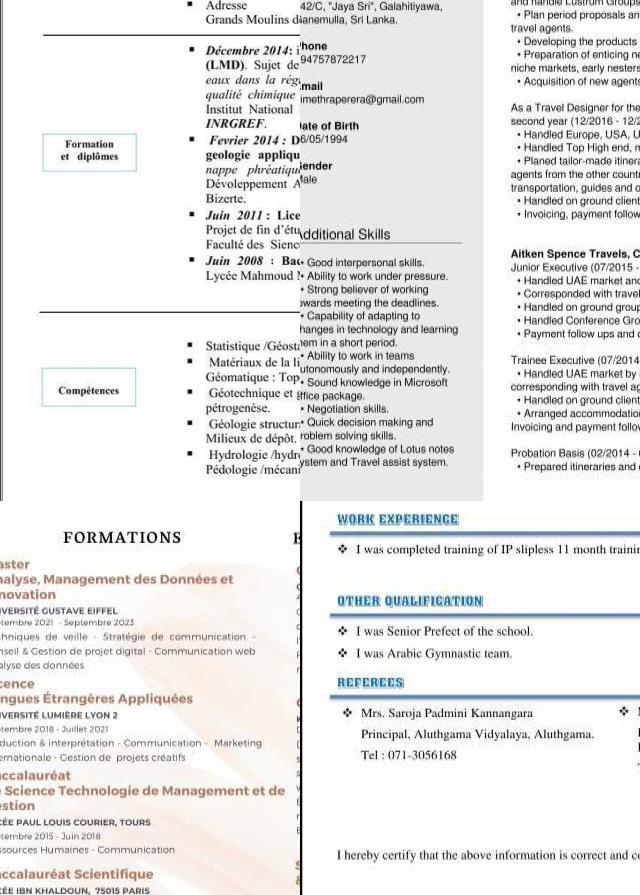 Adresse
Grands Moulins d
Décembre 2014: i
(LMD). Sujet de
eaux dans la rég
qualité chimique
Institut National
INRGREF.
Formation
et diplômes
Fevrier 2014 : D
geologie appliqu
nappe phréatiqu
Dévoleppement A
Bizerte.
Juin 2011 : Lice
Projet de fin d'étu
Faculté des Scienc
Juin 2008 : Bac
Lycée Mahmoud
Compétences
Statistique /Géosta
Matériaux de la li
Géomatique : Top
Géotechnique et g
pétrogenèse.
Géologie structur
Milieux de dépôt.
Hydrologie /hydr
Pédologie /mécan
42/C, "Jaya Sri", Galahitiyawa,
anemulla, Sri Lanka.
hone
94757872217
mail
imethraperera@gmail.com
ate of Birth
6/05/1994
ender
ale
dditional Skills
• Good interpersonal skills.
• Ability to work under pressure.
• Strong believer of working
owards meeting the deadlines.
• Capability of adapting to
hanges in technology and learning
em in a short period.
• Ability to work in teams
utonomously and independently.
• Sound knowledge in Microsoft
ffice package.
• Negotiation skills.
• Quick decision making and
roblem solving skills.
• Good knowledge of Lotus notes
ystem and Travel assist system.
and handle Lustrum Groups
• Plan period proposals an
travel agents.
• Developing the products
• Preparation of enticing ne
niche markets, early nesters
• Acquisition of new agents
As a Travel Designer for the
second year (12/2016 - 12/2
• Handled Europe, USA, U
• Handled Top High end, m
• Planed tailor-made itinera
agents from the other count
transportation, guides and o
• Handled on ground client
• Invoicing, payment follow
Aitken Spence Travels, C
Junior Executive (07/2015 -
• Handled UAE market and
• Corresponded with travel
• Handled on ground group
• Handled Conference Gro
• Payment follow ups and c
Trainee Executive (07/2014
• Handled UAE market by
corresponding with travel ag
• Handled on ground client
• Arranged accommodatio
Invoicing and payment follow
Probation Basis (02/2014 - 0
• Prepared itineraries and
FORMATIONS
aster
nalyse, Management des Données et
novation
IVERSITÉ GUSTAVE EIFFEL
tembre 2021 - Septembre 2023
chniques de veille - Stratégie de communication -
nseil & Gestion de projet digital - Communication web
alyse des données
cence
ngues Étrangères Appliquées
IVERSITÉ LUMIÈRE LYON 2
tembre 2018 - Juillet 2021
duction & interprétation - Communication - Marketing
ernationale - Gestion de projets créatifs
accalauréat
e Science Technologie de Management et de
estion
CÉE PAUL LOUIS COURIER, TOURS
tembre 2015 - Juin 2018
ssources Humaines - Communication
accalauréat Scientifique
CÉE IBN KHALDOUN, 75015 PARIS
WORK EXPERIENCE
❖ I was completed training of IP slipless 11 month trainin
OTHER QUALIFICATION
❖ I was Senior Prefect of the school.
❖ I was Arabic Gymnastic team.
REFEREES
❖ Mrs. Saroja Padmini Kannangara
Principal, Aluthgama Vidyalaya, Aluthgama.
Tel : 071-3056168
I hereby certify that the above information is correct and co